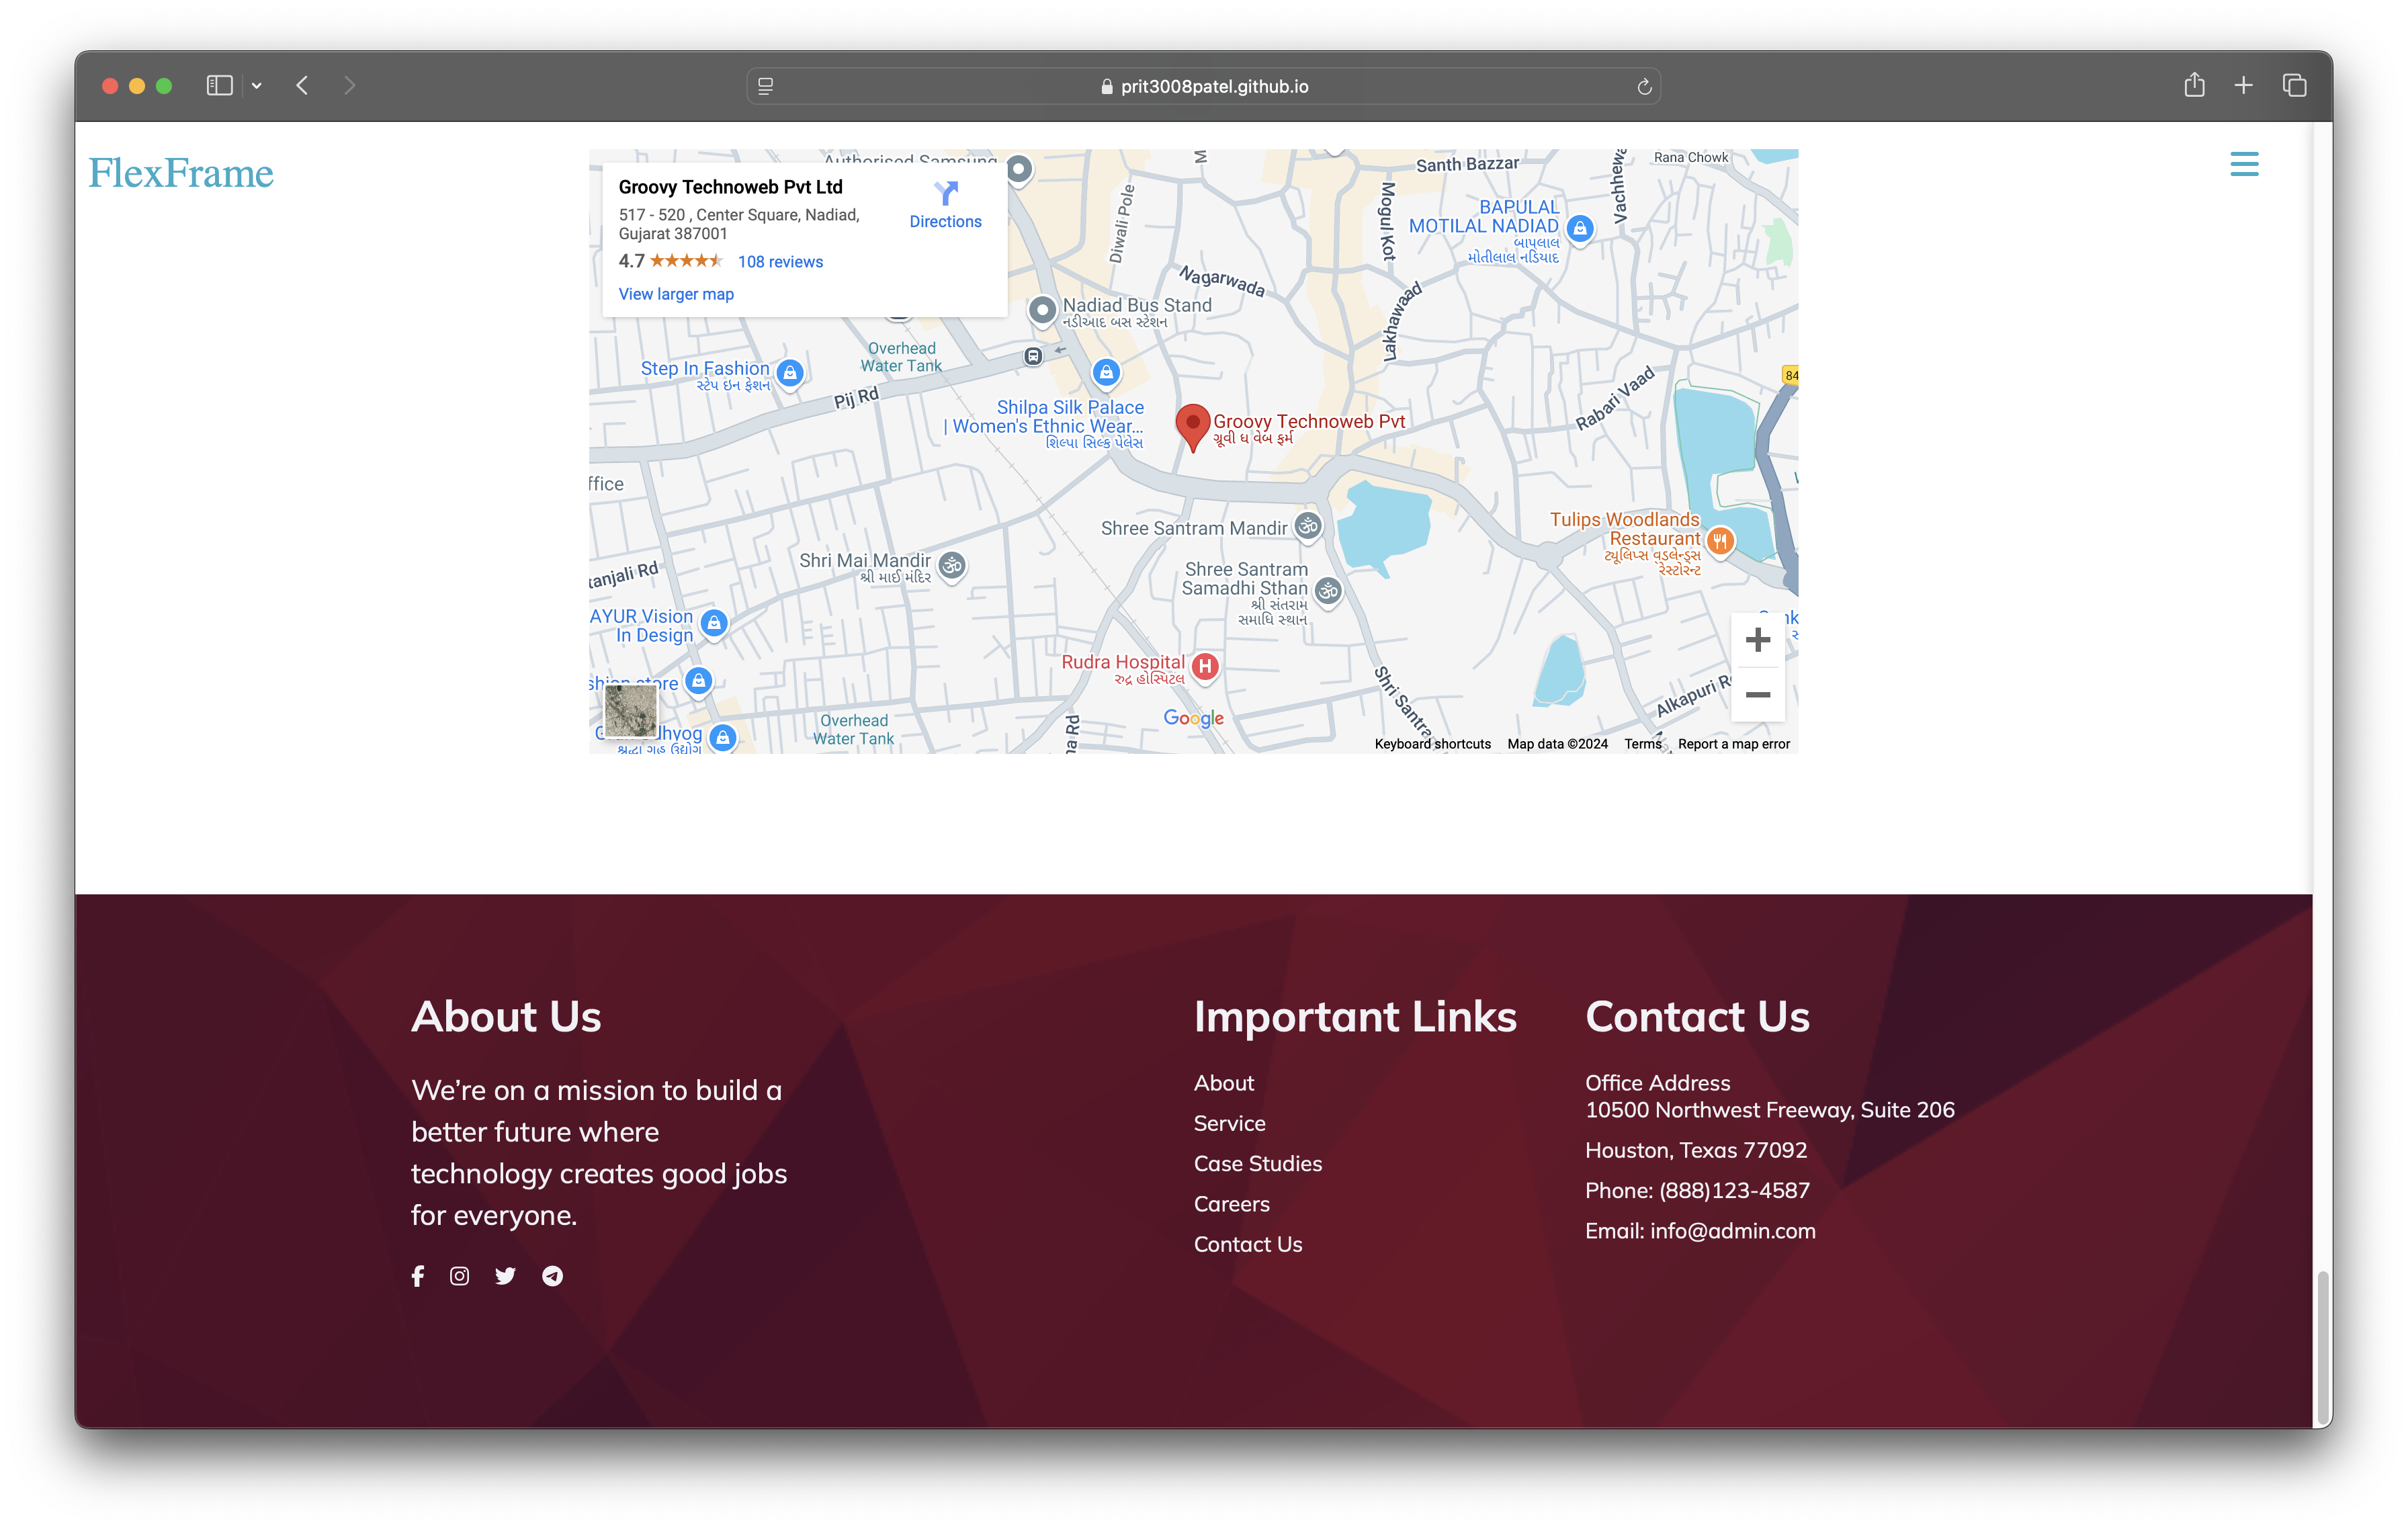 prit3008patel.github.io
FlexFrame
Groovy Technoweb Pvt Ltd
517 - 520 , Center Square, Nadiad,
Gujarat 387001
4.7
108 reviews
Directions
View larger map
Authorised Samsung
Diwali Pole
Mogul Kot
Santh Bazzar
Rana Chowk
BAPULAL
MOTILAL NADIAD
બાપલાલ
મોતીલાલ નડિયાદ
Nagarwada
Lakhawaad
Nadiad Bus Stand
નડીઆદ બસ સ્ટેશન
Overhead
Water Tank
Step In Fashion
સ્ટેપ ઇન ફેશન
Pij Rd
Shilpa Silk Palace
| Women's Ethnic Wear...
શિલ્પા સિલ્ક પેલેસ
Groovy Technoweb Pvt
ગ્રૂવી ધ વેબ ફર્મ
Rabari Vaad
84
ffice
Shree Santram Mandir
Tulips Woodlands
Restaurant
ટ્યૂલિપ્સ વુડલેન્ડ્સ
રેસ્ટોરન્ટ
Shri Mai Mandir
શ્રી માઈ મંદિર
Shree Santram
Samadhi Sthan
શ્રી સંતરામ
સમાધિ સ્થાન
anjali Rd
AYUR Vision
In Design
Rudra Hospital
રુદ્ર હોસ્પિટલ
Shri Santra
Alkapuri R
store
Overhead
Water Tank
Google
Keyboard shortcuts
Map data ©2024
Terms
Report a map error
About Us
We're on a mission to build a
better future where
technology creates good jobs
for everyone.
Important Links
About
Service
Case Studies
Careers
Contact Us
Contact Us
Office Address
10500 Northwest Freeway, Suite 206
Houston, Texas 77092
Phone: (888)123-4587
Email: info@admin.com